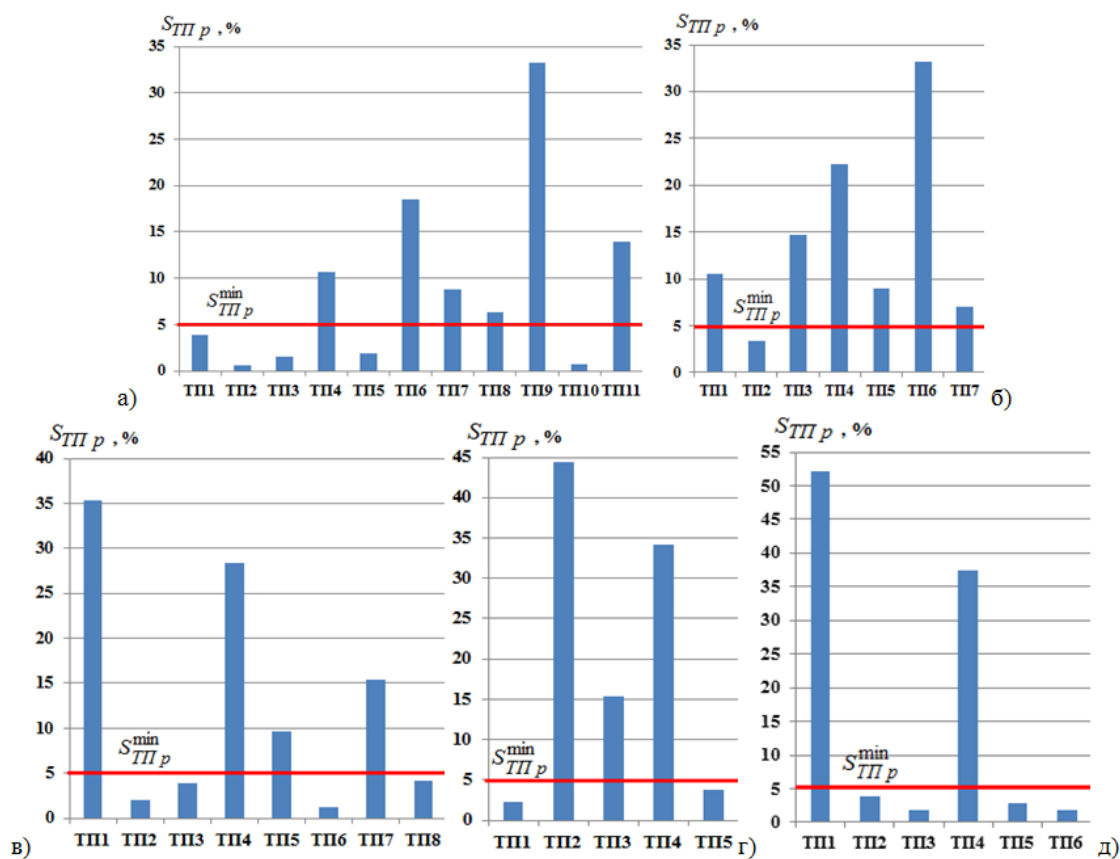 S_ТП р , %
35
30
25
20
15
10
5
0
S_ТП р^min
ТП1 ТП2 ТП3 ТП4 ТП5 ТП6 ТП7 ТП8 ТП9 ТП10 ТП11
а)
S_ТП р , %
35
30
25
20
15
10
5
0
S_ТП р^min
ТП1 ТП2 ТП3 ТП4 ТП5 ТП6 ТП7
б)
S_ТП р , %
40
35
30
25
20
15
10
5
0
S_ТП р^min
ТП1 ТП2 ТП3 ТП4 ТП5 ТП6 ТП7 ТП8
в)
S_ТП р , %
45
40
35
30
25
20
15
10
5
0
S_ТП р^min
ТП1 ТП2 ТП3 ТП4 ТП5
г)
S_ТП р , %
55
50
45
40
35
30
25
20
15
10
5
0
S_ТП р^min
ТП1 ТП2 ТП3 ТП4 ТП5 ТП6
д)